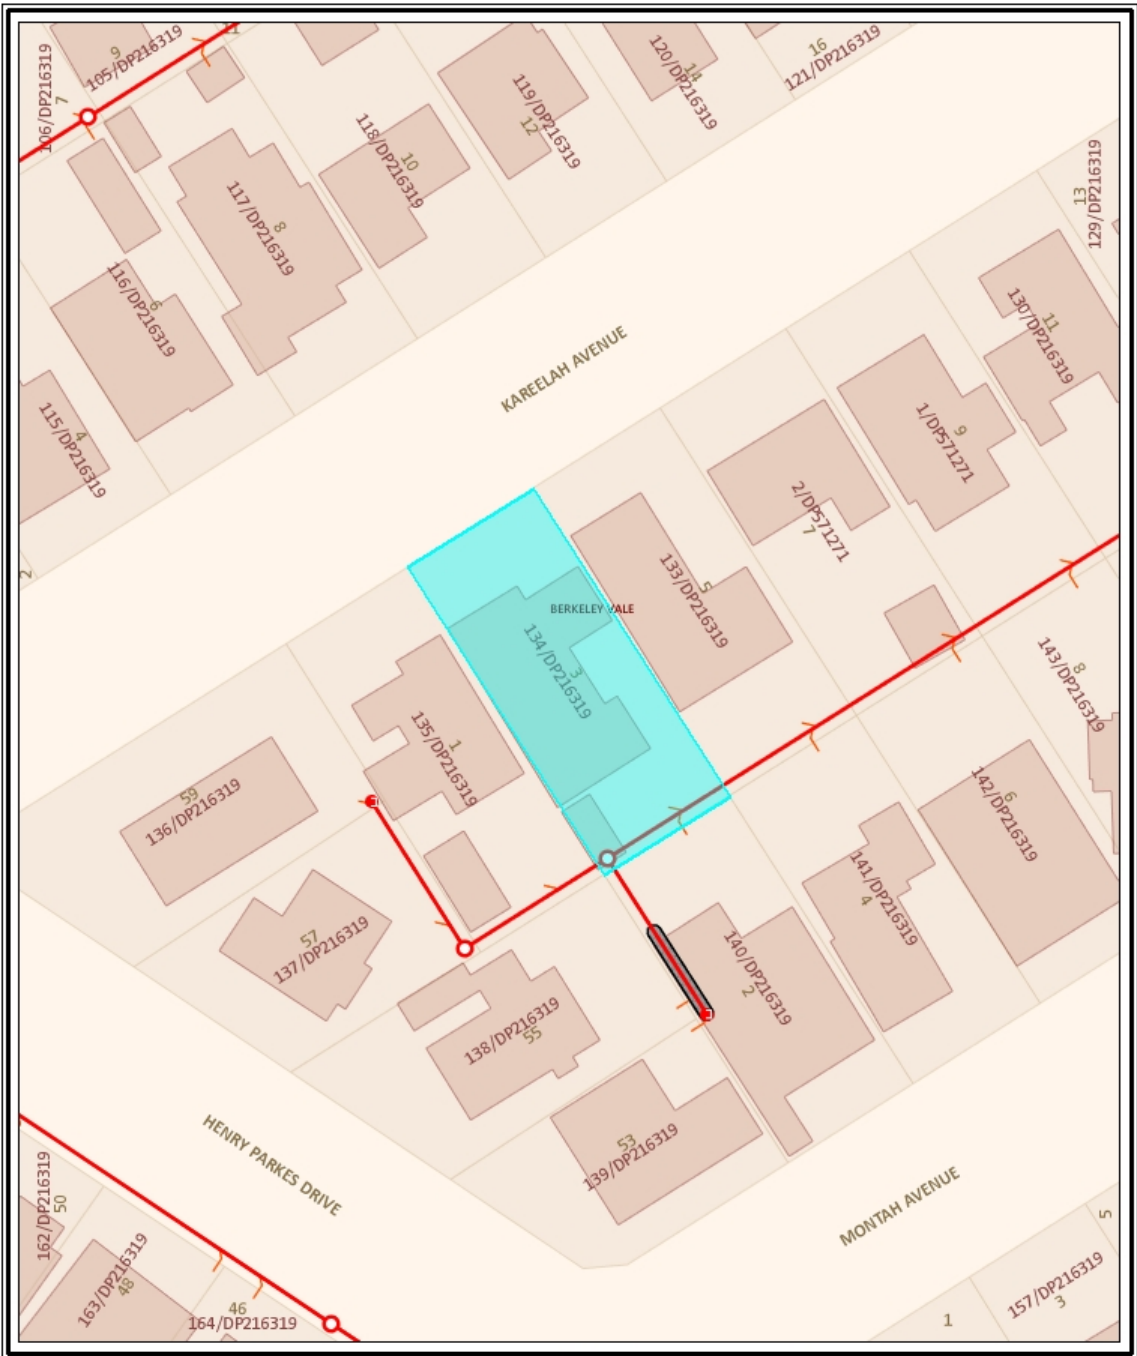 9
105/DP216319
11
106/DP216319
7
16
121/DP216319
120/DP216319
14
119/DP216319
12
118/DP216319
10
117/DP216319
8
116/DP216319
6
115/DP216319
4
2
129/DP216319
13
130/DP216319
11
1/DP571271
9
2/DP571271
7
KAREELAH AVENUE
133/DP216319
5
BERKELEY VALE
134/DP216319
3
135/DP216319
1
59
136/DP216319
57
137/DP216319
138/DP216319
55
53
139/DP216319
140/DP216319
2
141/DP216319
4
142/DP216319
6
143/DP216319
8
HENRY PARKES DRIVE
MONTAH AVENUE
162/DP216319
50
163/DP216319
48
46
164/DP216319
5
157/DP216319
3
1